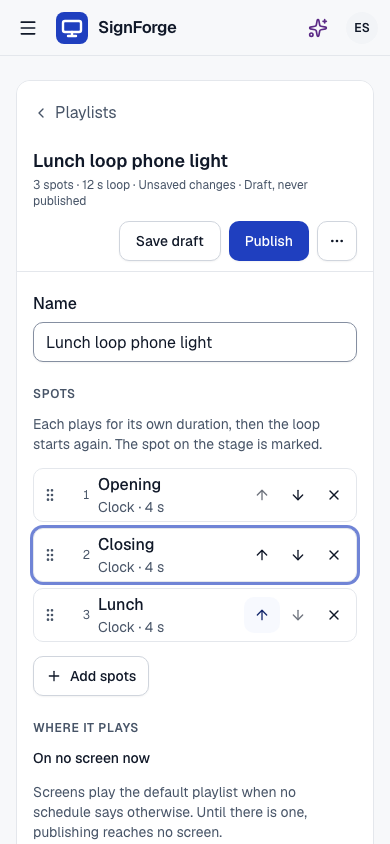 SignForge
ES
Playlists
Lunch loop phone light
3 spots · 12 s loop · Unsaved changes · Draft, never
published
Save draft
Publish
Name
Lunch loop phone light
SPOTS
Each plays for its own duration, then the loop
starts again. The spot on the stage is marked.
1
Opening
Clock · 4 s
2
Closing
Clock · 4 s
3
Lunch
Clock · 4 s
Add spots
WHERE IT PLAYS
On no screen now
Screens play the default playlist when no
schedule says otherwise. Until there is one,
publishing reaches no screen.